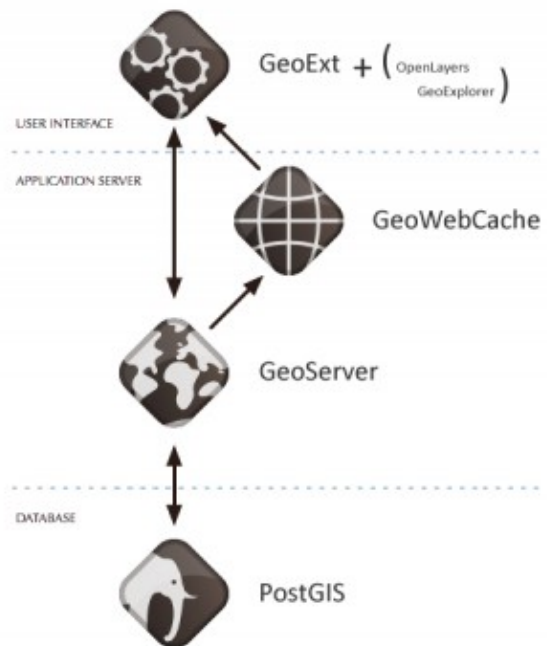 GeoExt + ( OpenLayers
GeoExplorer )
USER INTERFACE
APPLICATION SERVER
GeoWebCache
GeoServer
DATABASE
PostGIS